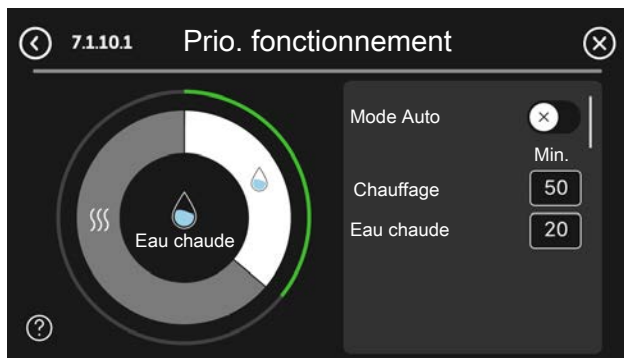 7.1.10.1 Prio. fonctionnement
Mode Auto
Min.
Chauffage 50
Eau chaude 20
Eau chaude
?